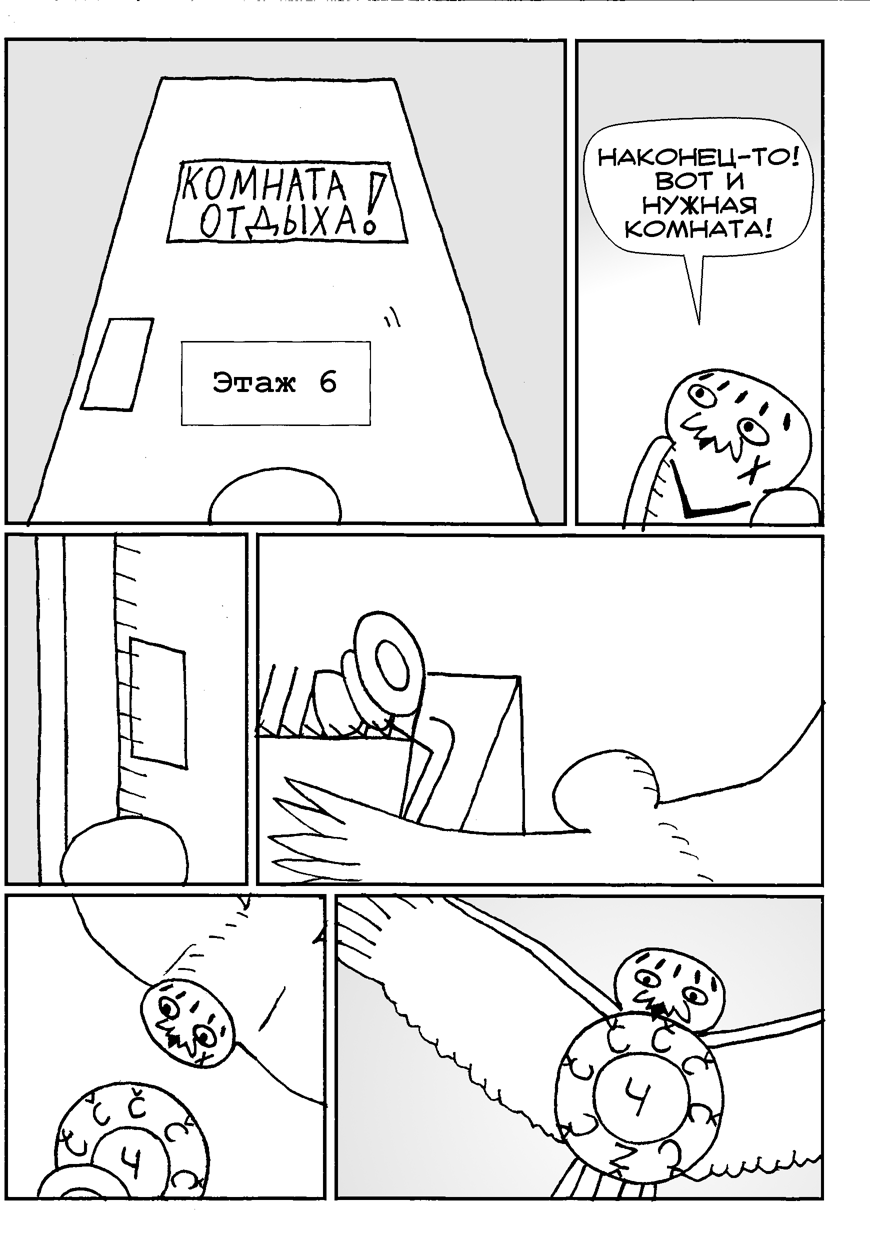 КОМНАТА
ОТДЫХА!
Этаж 6
НАКОНЕЦ-ТО!
ВОТ И
НУЖНАЯ
КОМНАТА!
Č Č Č Č
Ч
Č Č Č Č Č
Ч
Ž